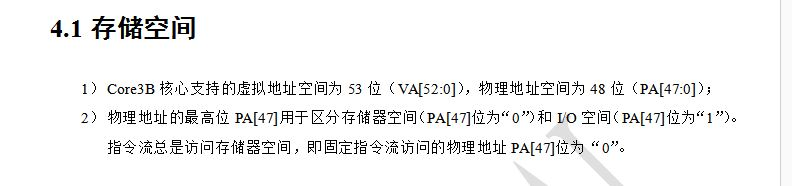 4.1 存储空间
1） Core3B 核心支持的虚拟地址空间为 53 位（VA[52:0]），物理地址空间为 48 位（PA[47:0]）；
2） 物理地址的最高位 PA[47]用于区分存储器空间（PA[47]位为“0”）和 I/O 空间（PA[47]位为“1”）。
指令流总是访问存储器空间，即固定指令流访问的物理地址 PA[47]位为 “0”。